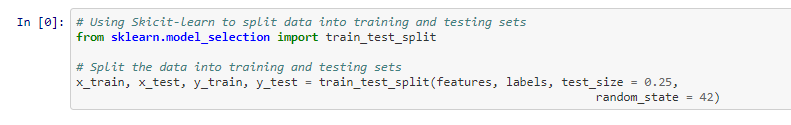 In [0]: # Using Skicit-learn to split data into training and testing sets
from sklearn.model_selection import train_test_split
# Split the data into training and testing sets
x_train, x_test, y_train, y_test = train_test_split(features, labels, test_size = 0.25,
random_state = 42)